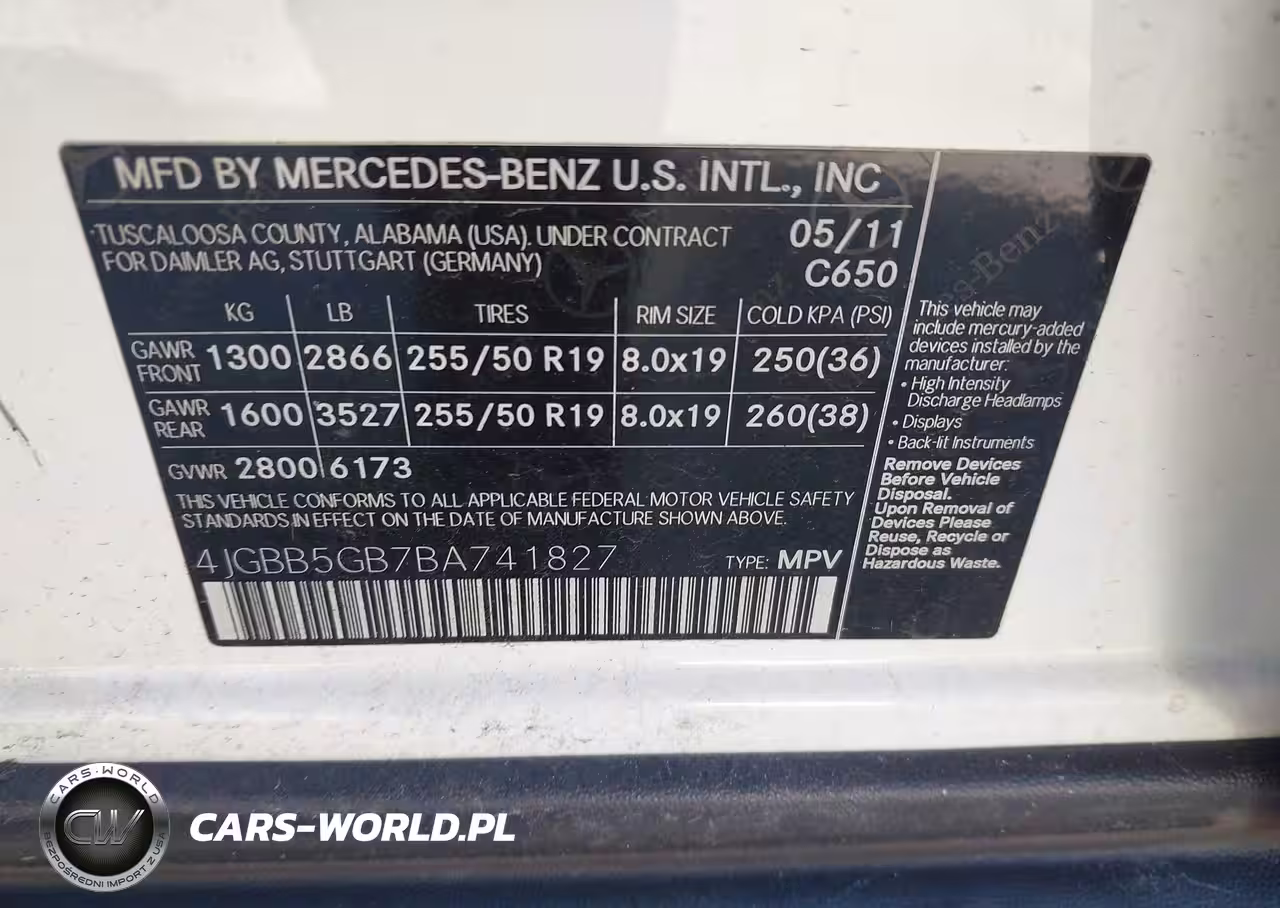 MFD BY MERCEDES-BENZ U.S. INTL., INC
TUSCALOOSA COUNTY, ALABAMA (USA). UNDER CONTRACT
FOR DAIMLER AG, STUTTGART (GERMANY)
05/11
C650
KG LB TIRES RIM SIZE COLD KPA (PSI)
GAWR FRONT 1300 2866 255/50 R19 8.0x19 250(36)
GAWR REAR 1600 3527 255/50 R19 8.0x19 260(38)
GVWR 2800 6173
THIS VEHICLE CONFORMS TO ALL APPLICABLE FEDERAL MOTOR VEHICLE SAFETY
STANDARDS IN EFFECT ON THE DATE OF MANUFACTURE SHOWN ABOVE.
4JGBB5GB7BA741827 TYPE: MPV
This vehicle may
include mercury-added
devices installed by the
manufacturer:
• High Intensity
Discharge Headlamps
• Displays
• Back-lit Instruments
Remove Devices
Before Vehicle
Disposal.
Upon Removal of
Devices Please
Reuse, Recycle or
Dispose as
Hazardous Waste.
CARS-WORLD
CW
BEZPOŚREDNI IMPORT Z USA
CARS-WORLD.PL